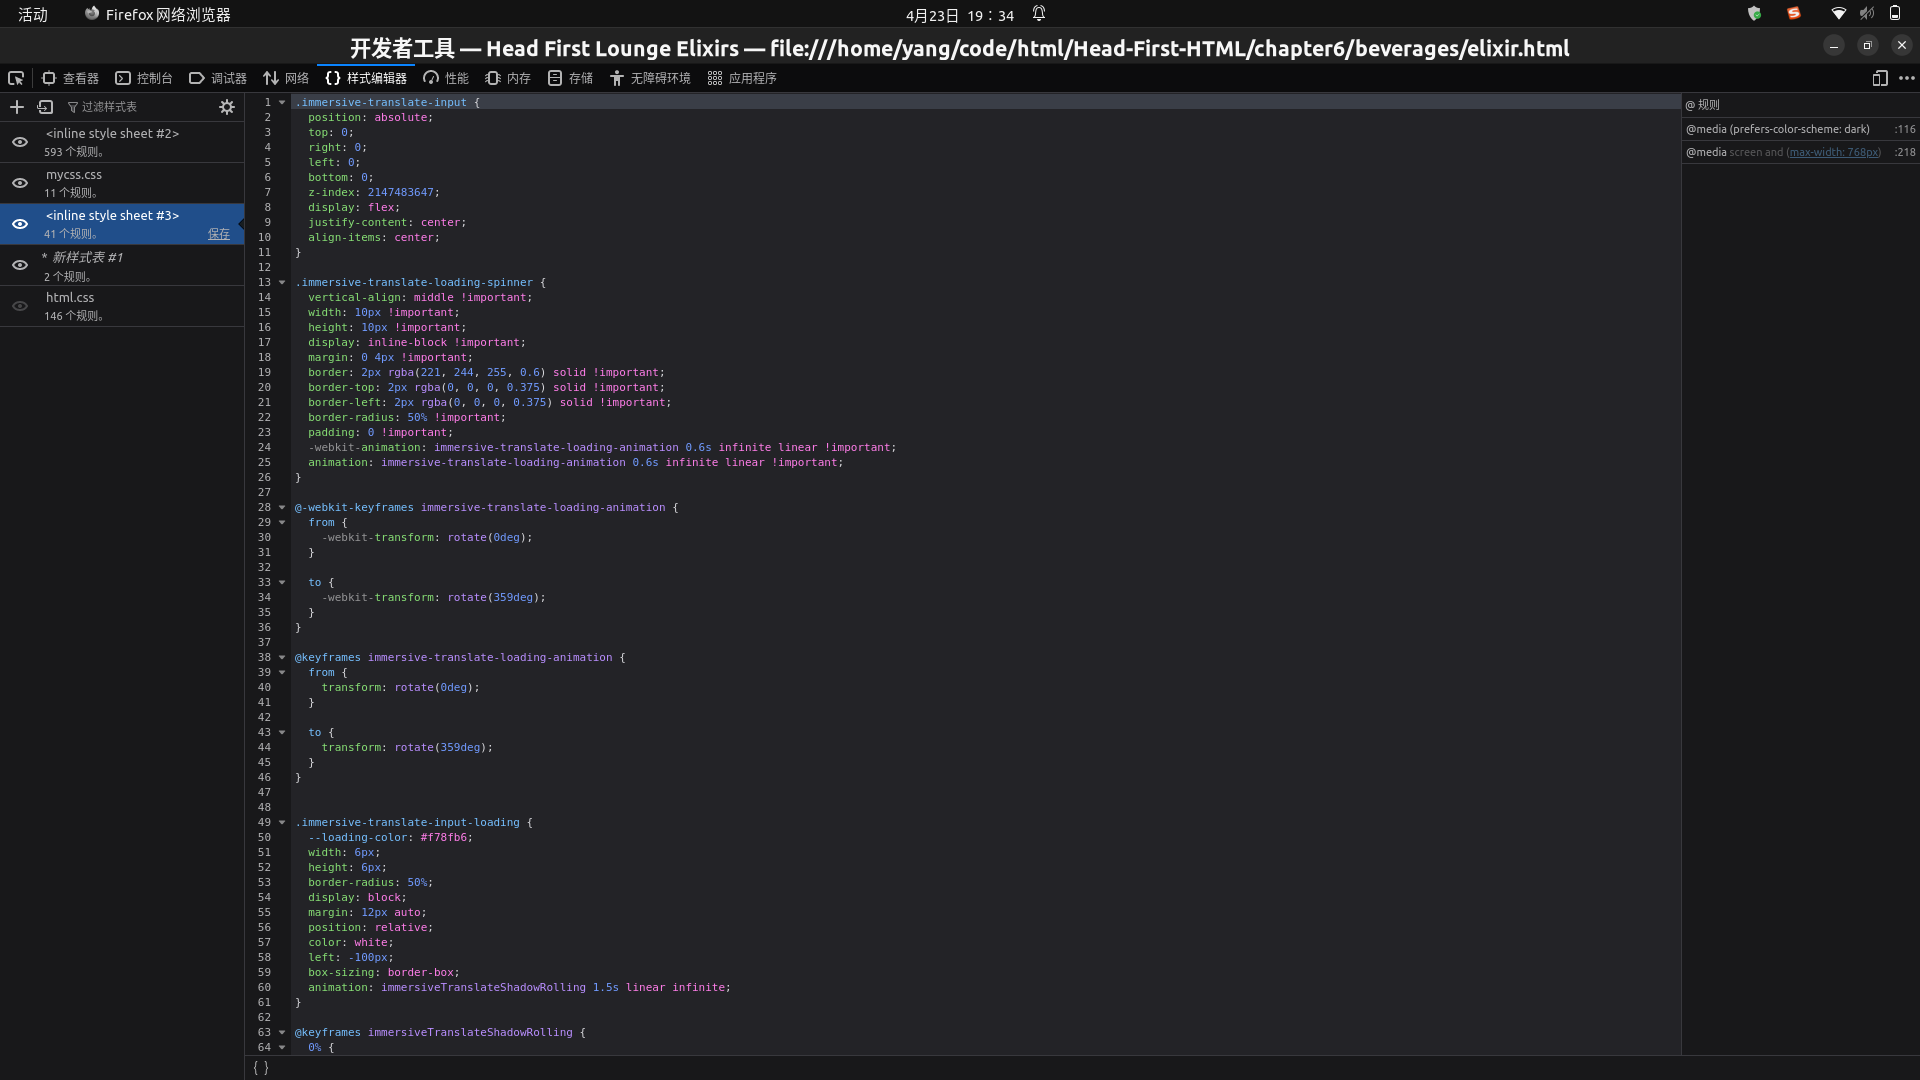 活动
Firefox 网络浏览器
4月23日 19：34
开发者工具 — Head First Lounge Elixirs — file:///home/yang/code/html/Head-First-HTML/chapter6/beverages/elixir.html
查看器 控制台 调试器 网络 {} 样式编辑器 性能 内存 存储 无障碍环境 应用程序
过滤样式表
<inline style sheet #2>
593 个规则。
mycss.css
11 个规则。
<inline style sheet #3>
41 个规则。 保存
* 新样式表 #1
2 个规则。
html.css
146 个规则。
1 .immersive-translate-input {
2 position: absolute;
3 top: 0;
4 right: 0;
5 left: 0;
6 bottom: 0;
7 z-index: 2147483647;
8 display: flex;
9 justify-content: center;
10 align-items: center;
11 }
12
13 .immersive-translate-loading-spinner {
14 vertical-align: middle !important;
15 width: 10px !important;
16 height: 10px !important;
17 display: inline-block !important;
18 margin: 0 4px !important;
19 border: 2px rgba(221, 244, 255, 0.6) solid !important;
20 border-top: 2px rgba(0, 0, 0, 0.375) solid !important;
21 border-left: 2px rgba(0, 0, 0, 0.375) solid !important;
22 border-radius: 50% !important;
23 padding: 0 !important;
24 -webkit-animation: immersive-translate-loading-animation 0.6s infinite linear !important;
25 animation: immersive-translate-loading-animation 0.6s infinite linear !important;
26 }
27
28 @-webkit-keyframes immersive-translate-loading-animation {
29 from {
30 -webkit-transform: rotate(0deg);
31 }
32
33 to {
34 -webkit-transform: rotate(359deg);
35 }
36 }
37
38 @keyframes immersive-translate-loading-animation {
39 from {
40 transform: rotate(0deg);
41 }
42
43 to {
44 transform: rotate(359deg);
45 }
46 }
47
48
49 .immersive-translate-input-loading {
50 --loading-color: #f78fb6;
51 width: 6px;
52 height: 6px;
53 border-radius: 50%;
54 display: block;
55 margin: 12px auto;
56 position: relative;
57 color: white;
58 left: -100px;
59 box-sizing: border-box;
60 animation: immersiveTranslateShadowRolling 1.5s linear infinite;
61 }
62
63 @keyframes immersiveTranslateShadowRolling {
64 0% {
{ }
@ 规则
@media (prefers-color-scheme: dark) :116
@media screen and (max-width: 768px) :218